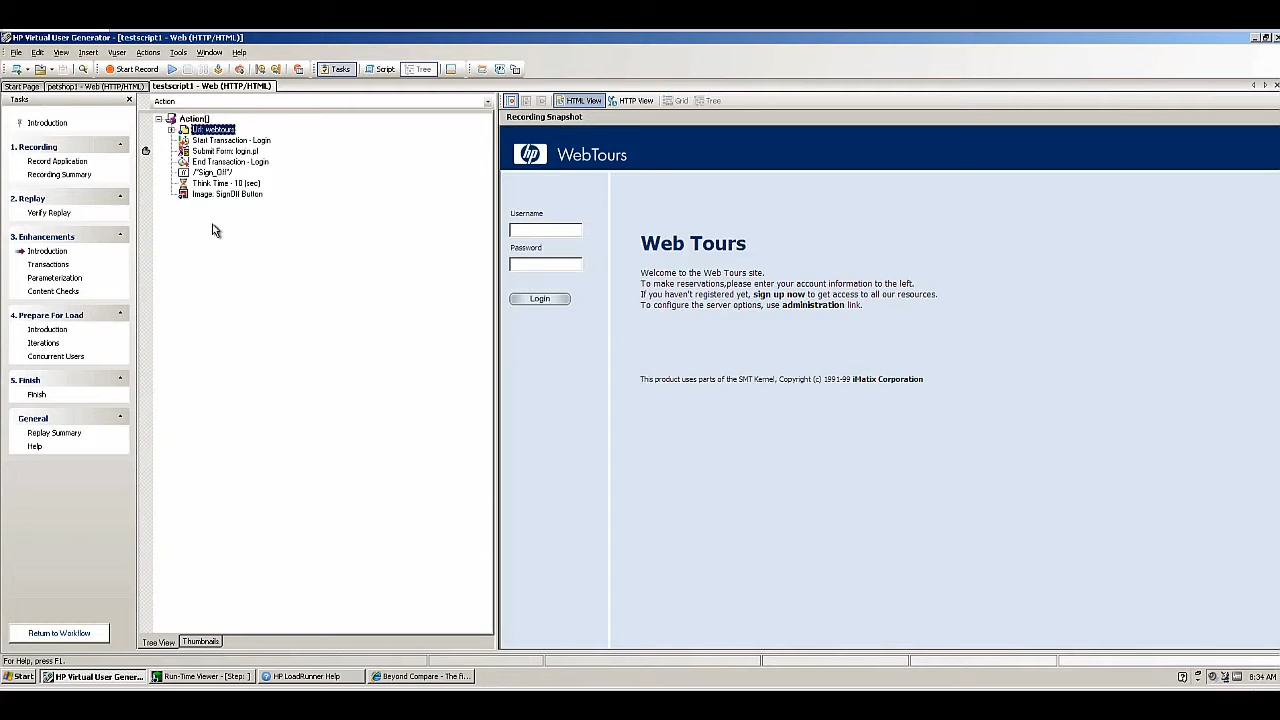 HP Virtual User Generator - [testscript1 - Web (HTTP/HTML)]
File Edit View Insert Vuser Actions Tools Window Help
Start Record Tasks Script Tree
Start Page petshop1 - Web (HTTP/HTML) testscript1 - Web (HTTP/HTML)
Tasks
Introduction
1. Recording
Record Application
Recording Summary
2. Replay
Verify Replay
3. Enhancements
Introduction
Transactions
Parameterization
Content Checks
4. Prepare For Load
Introduction
Iterations
Concurrent Users
5. Finish
Finish
General
Replay Summary
Help
Return to Workflow
Action
Action()
Url: webtours
Start Transaction - Login
Submit Form: login.pl
End Transaction - Login
/*Sign_Off*/
Think Time - 10 (sec)
Image: SignOff Button
Tree View Thumbnails
HTML View HTTP View Grid Tree
Recording Snapshot
hp WebTours
Username
Password
Login
Web Tours
Welcome to the Web Tours site.
To make reservations,please enter your account information to the left.
If you haven't registered yet, sign up now to get access to all our resources.
To configure the server options, use administration link.
This product uses parts of the SMT Kernel, Copyright (c) 1991-99 iMatix Corporation
For Help, press F1.
Start HP Virtual User Gener... Run-Time Viewer - [Step: ] HP LoadRunner Help Beyond Compare - The fi... 8:34 AM